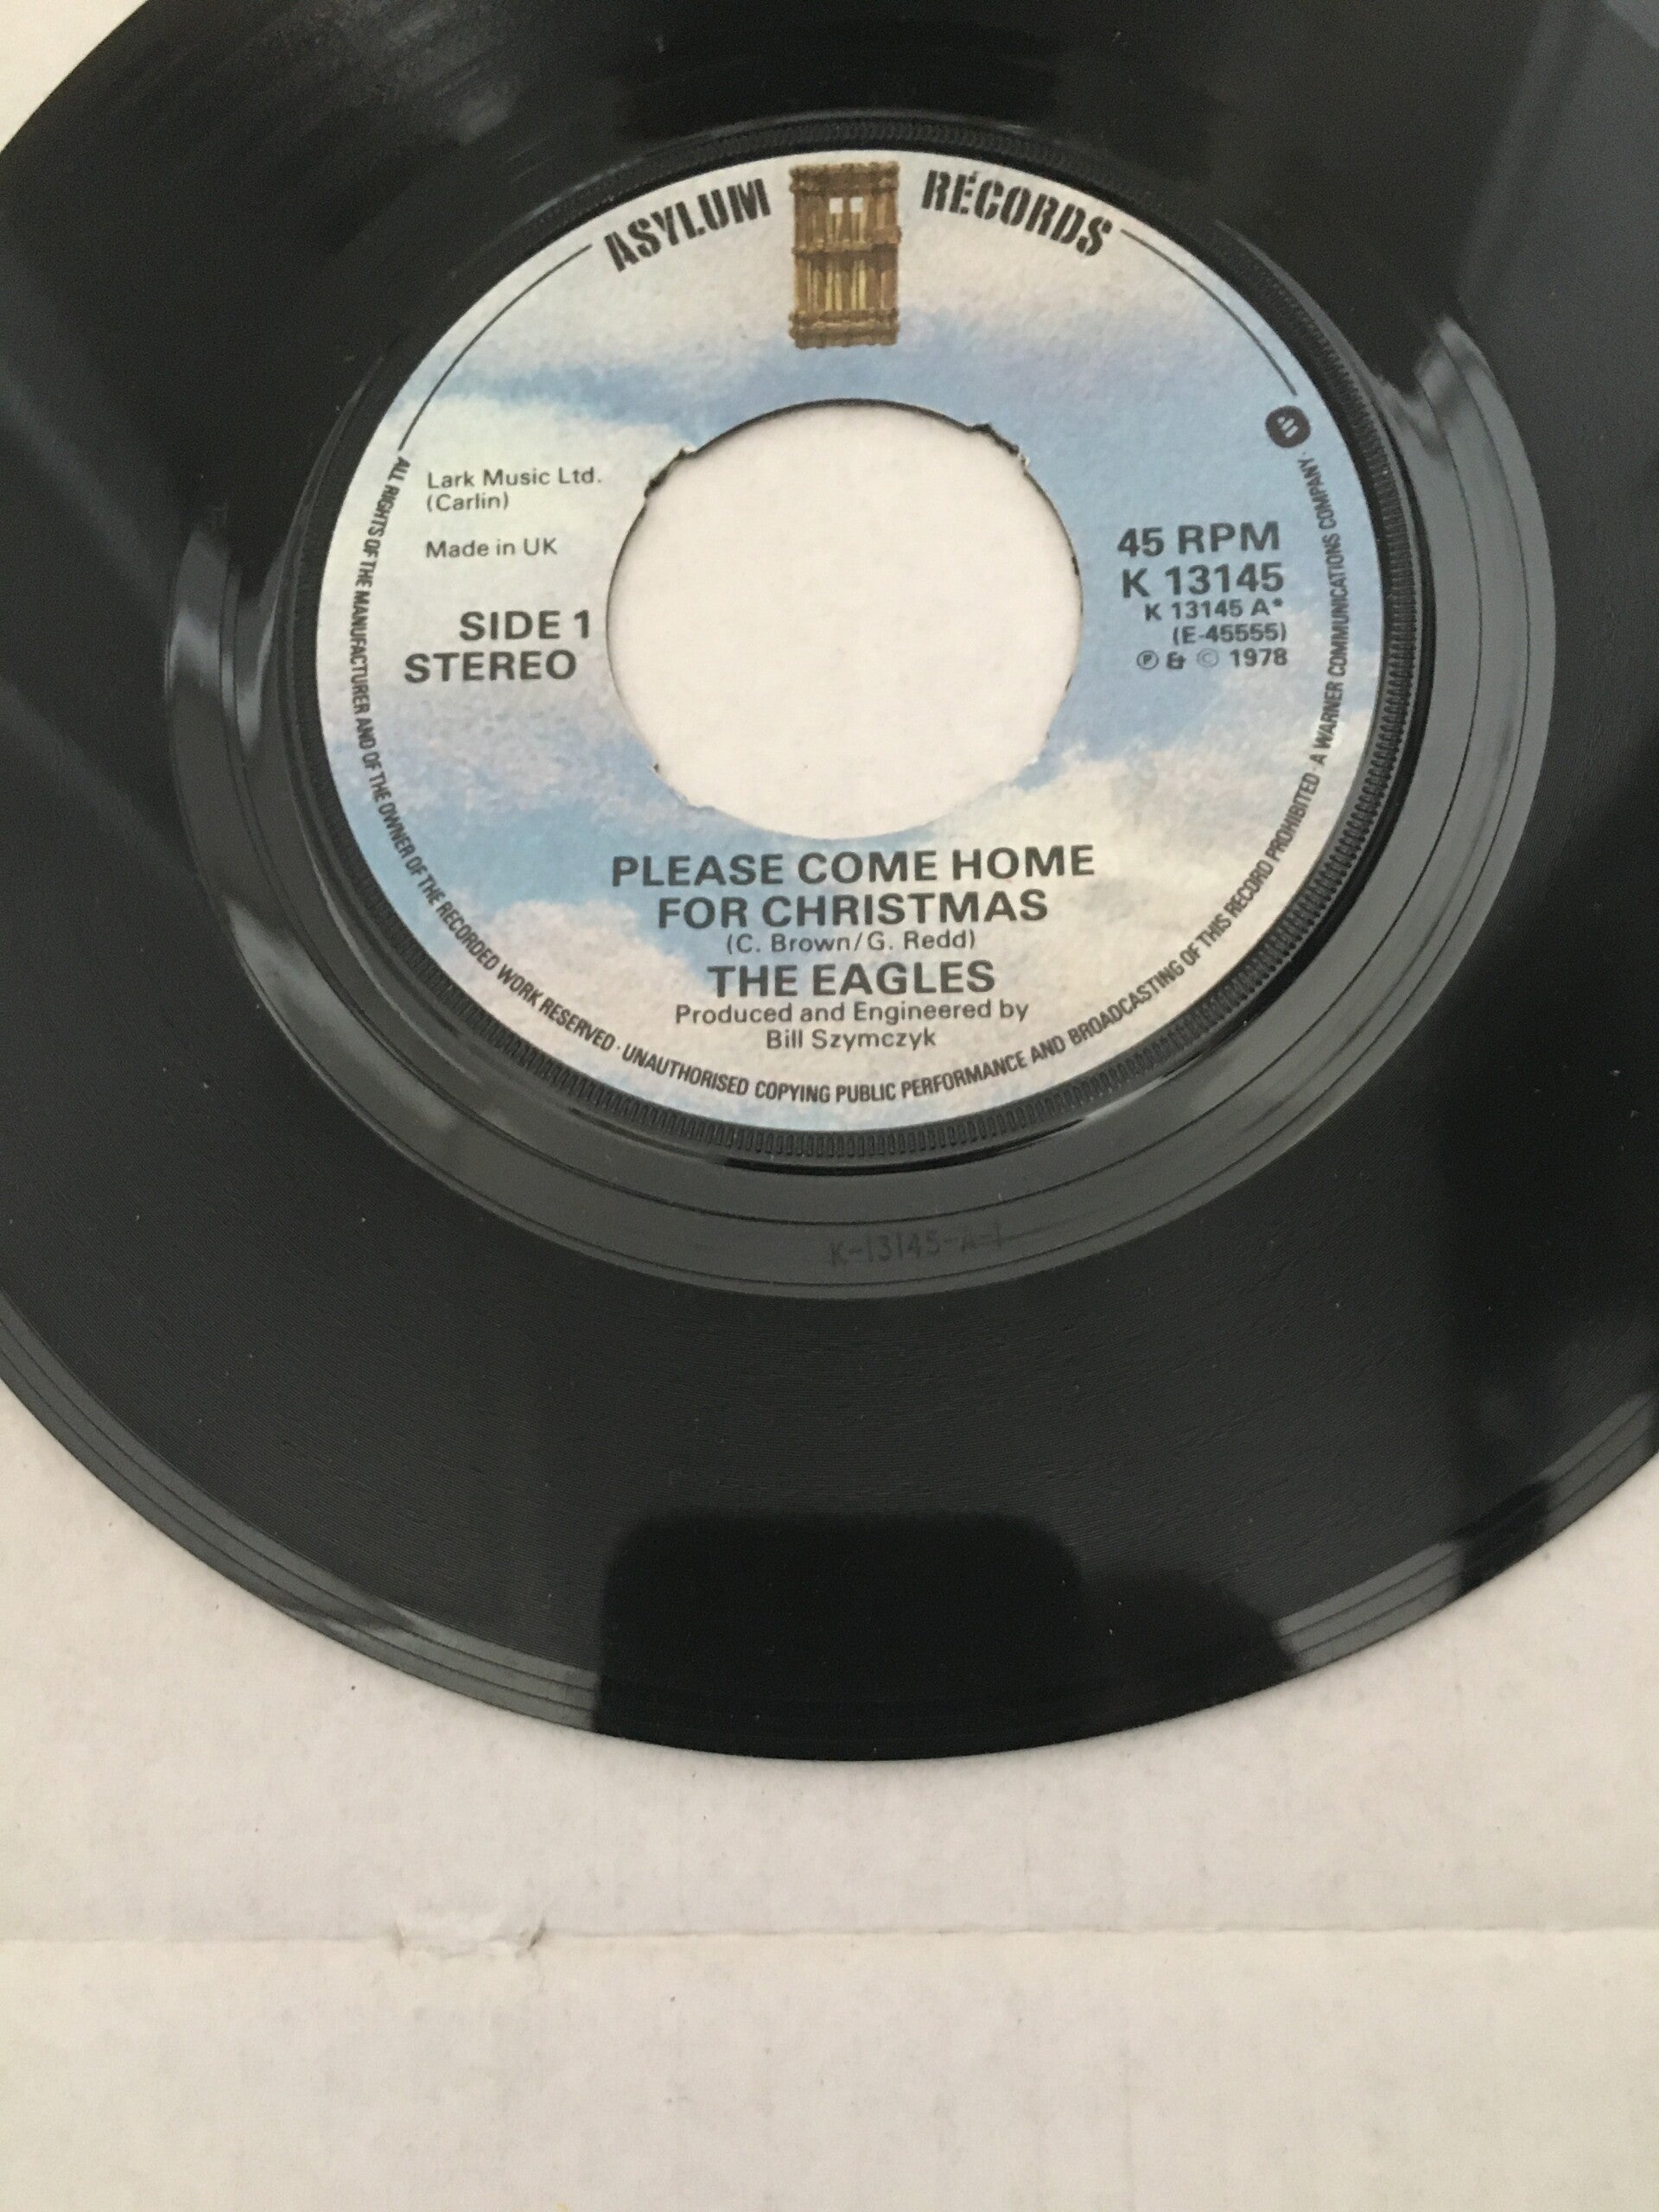 ASYLUM RECORDS
Lark Music Ltd.
(Carlin)
Made in UK
SIDE 1
STEREO
45 RPM
K 13145
K 13145 A*
(E-45555)
℗ & © 1978
PLEASE COME HOME
FOR CHRISTMAS
(C. Brown/G. Redd)
THE EAGLES
Produced and Engineered by
Bill Szymczyk
ALL RIGHTS OF THE MANUFACTURER AND OF THE OWNER OF THE RECORDED WORK RESERVED · UNAUTHORISED COPYING PUBLIC PERFORMANCE AND BROADCASTING OF THIS RECORD PROHIBITED · A WARNER COMMUNICATIONS COMPANY ·
K-13145-A-1